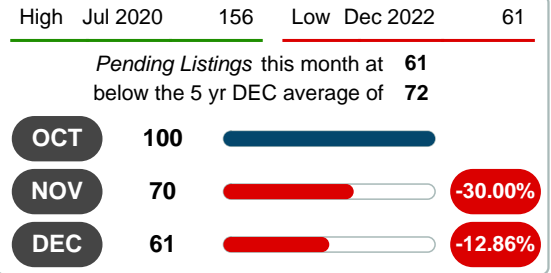 High Jul 2020 156 Low Dec 2022 61
Pending Listings this month at 61
below the 5 yr DEC average of 72
OCT 100
NOV 70 -30.00%
DEC 61 -12.86%